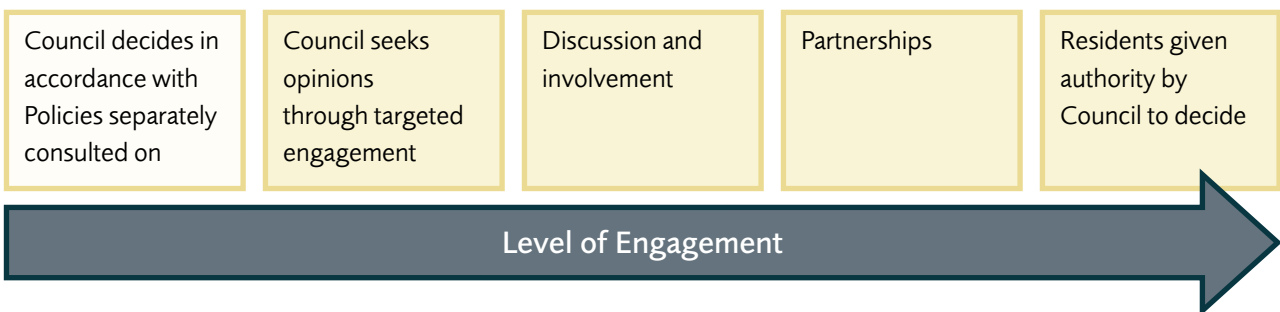 Council decides in
accordance with
Policies separately
consulted on
Council seeks
opinions
through targeted
engagement
Discussion and
involvement
Partnerships
Residents given
authority by
Council to decide
Level of Engagement